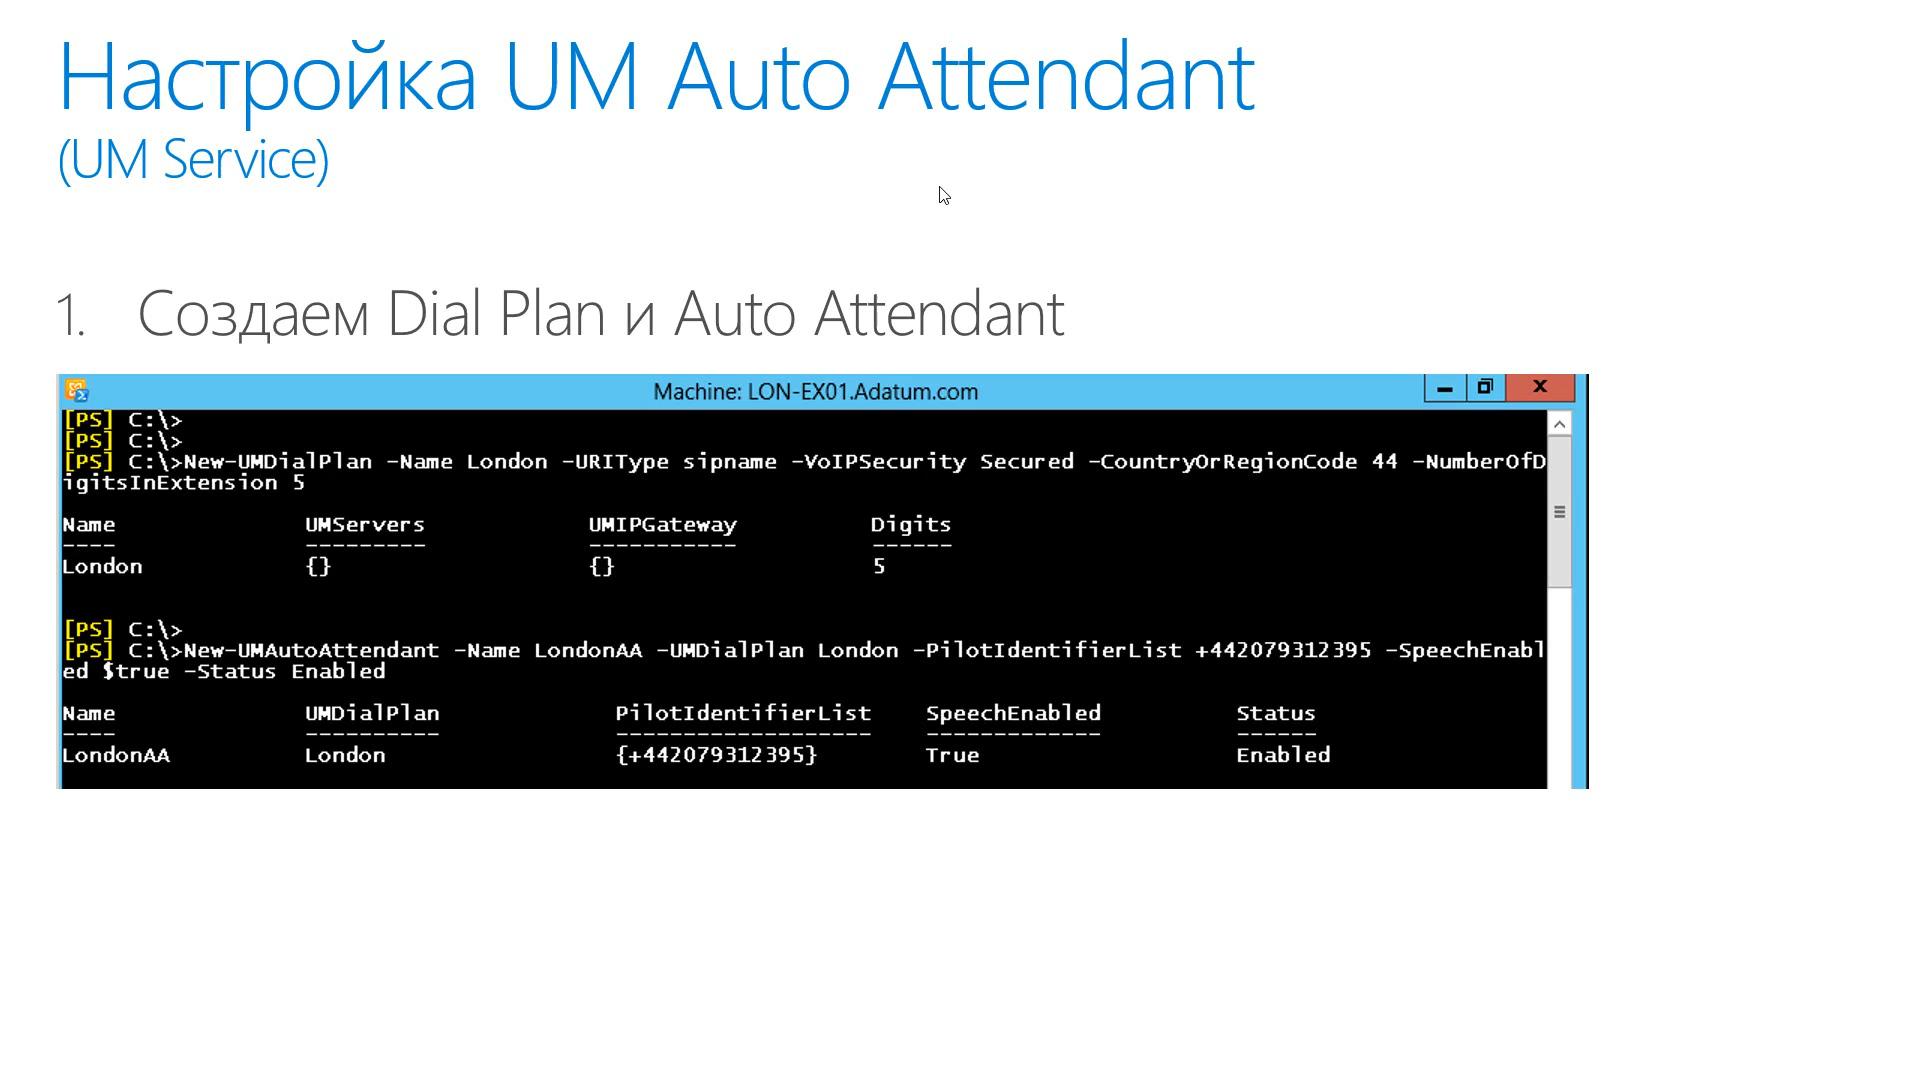 Настройка UM Auto Attendant
(UM Service)
1. Создаем Dial Plan и Auto Attendant
Machine: LON-EX01.Adatum.com
[PS] C:\>
[PS] C:\>
[PS] C:\>New-UMDialPlan -Name London -URIType sipname -VoIPSecurity Secured -CountryOrRegionCode 44 -NumberOfD
igitsInExtension 5
Name UMServers UMIPGateway Digits
---- --------- ----------- ------
London {} {} 5
[PS] C:\>
[PS] C:\>New-UMAutoAttendant -Name LondonAA -UMDialPlan London -PilotIdentifierList +442079312395 -SpeechEnabl
ed $true -Status Enabled
Name UMDialPlan PilotIdentifierList SpeechEnabled Status
---- ---------- ------------------- ------------- ------
LondonAA London {+442079312395} True Enabled